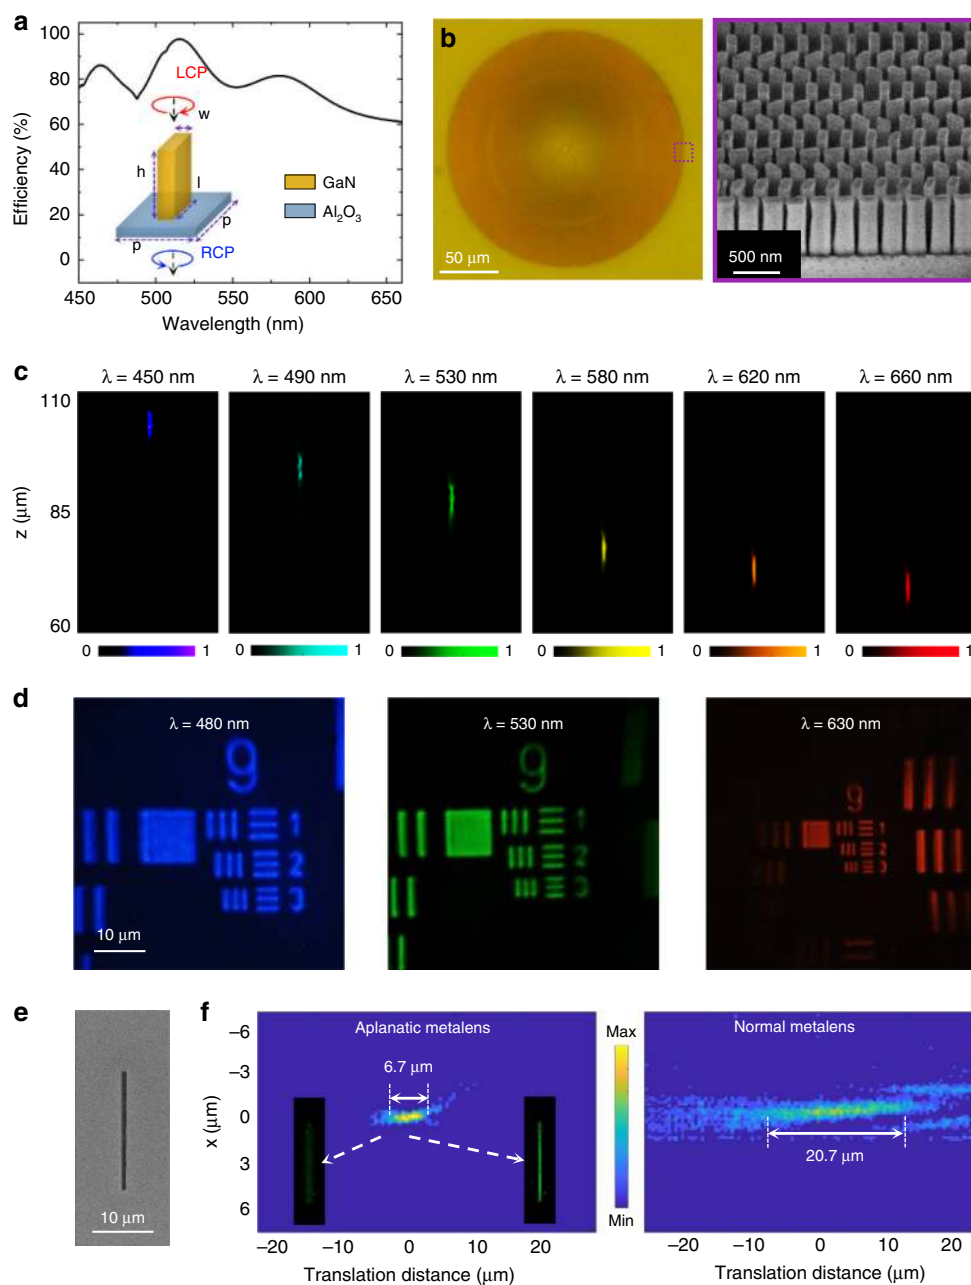 a
100
80
60
40
20
0
Efficiency (%)
LCP
w
h
l
p
p
RCP
GaN
Al2O3
450 500 550 600 650
Wavelength (nm)
b
50 μm
500 nm
c
λ = 450 nm λ = 490 nm λ = 530 nm λ = 580 nm λ = 620 nm λ = 660 nm
110
85
60
z (μm)
0 1 0 1 0 1 0 1 0 1 0 1
d
λ = 480 nm
9
1
2
3
10 μm
λ = 530 nm
9
1
2
3
λ = 630 nm
9
1
2
3
e
10 μm
f
–6
–3
0
3
6
x (μm)
Aplanatic metalens
6.7 μm
–20 –10 0 10 20
Translation distance (μm)
Max
Min
Normal metalens
20.7 μm
–20 –10 0 10 20
Translation distance (μm)